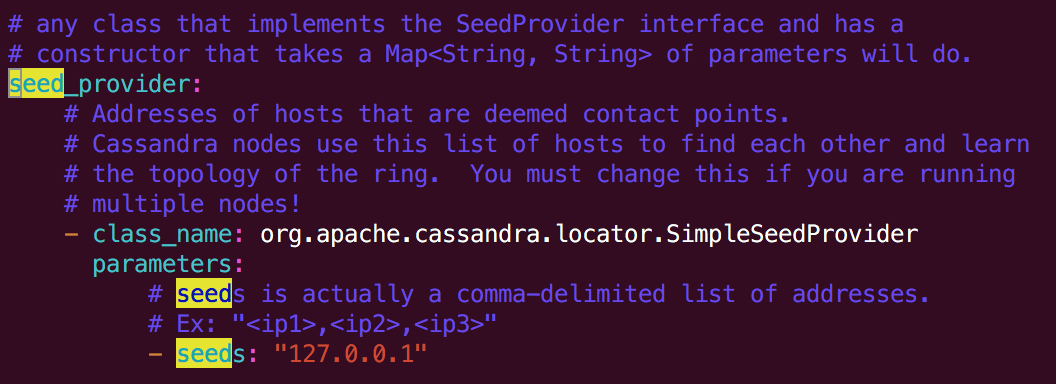 # any class that implements the SeedProvider interface and has a
# constructor that takes a Map<String, String> of parameters will do.
seed_provider:
# Addresses of hosts that are deemed contact points.
# Cassandra nodes use this list of hosts to find each other and learn
# the topology of the ring.  You must change this if you are running
# multiple nodes!
- class_name: org.apache.cassandra.locator.SimpleSeedProvider
parameters:
# seeds is actually a comma-delimited list of addresses.
# Ex: "<ip1>,<ip2>,<ip3>"
- seeds: "127.0.0.1"